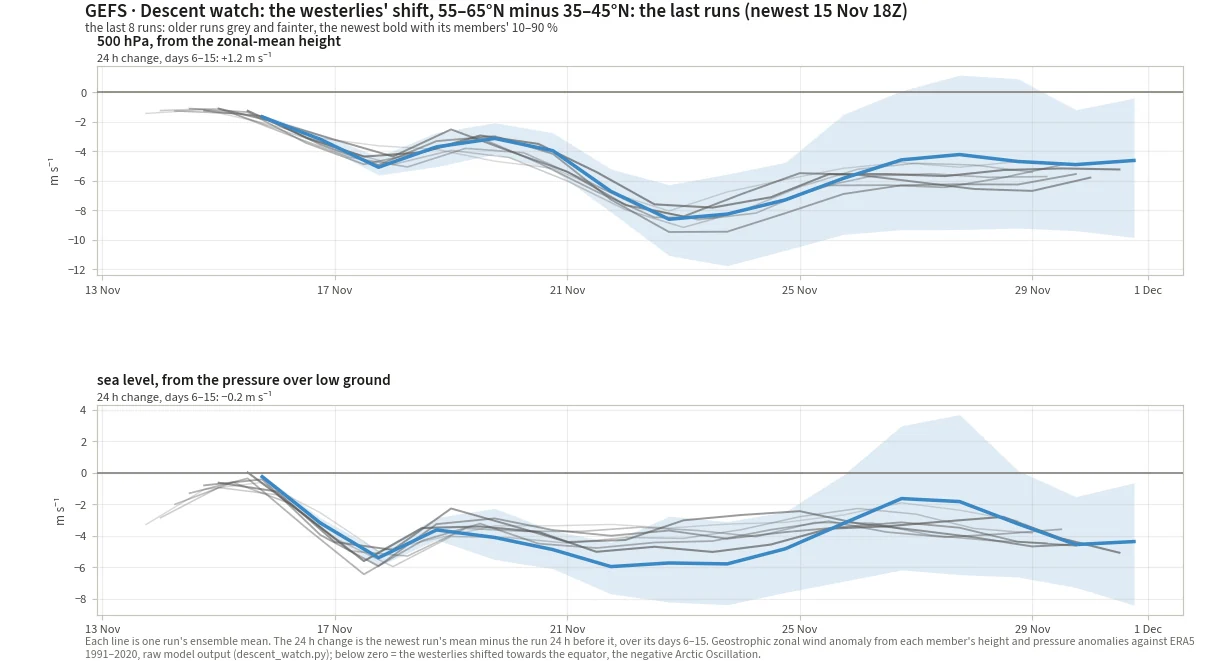 GEFS · Descent watch: the westerlies' shift, 55–65°N minus 35–45°N: the last runs (newest 15 Nov 18Z)
the last 8 runs: older runs grey and fainter, the newest bold with its members' 10–90 %
500 hPa, from the zonal-mean height
24 h change, days 6–15: +1.2 m s⁻¹
0
−2
−4
−6
−8
−10
−12
m s⁻¹
13 Nov 17 Nov 21 Nov 25 Nov 29 Nov 1 Dec
sea level, from the pressure over low ground
24 h change, days 6–15: −0.2 m s⁻¹
4
2
0
−2
−4
−6
−8
m s⁻¹
13 Nov 17 Nov 21 Nov 25 Nov 29 Nov 1 Dec
Each line is one run's ensemble mean. The 24 h change is the newest run's mean minus the run 24 h before it, over its days 6–15. Geostrophic zonal wind anomaly from each member's height and pressure anomalies against ERA5
1991–2020, raw model output (descent_watch.py); below zero = the westerlies shifted towards the equator, the negative Arctic Oscillation.